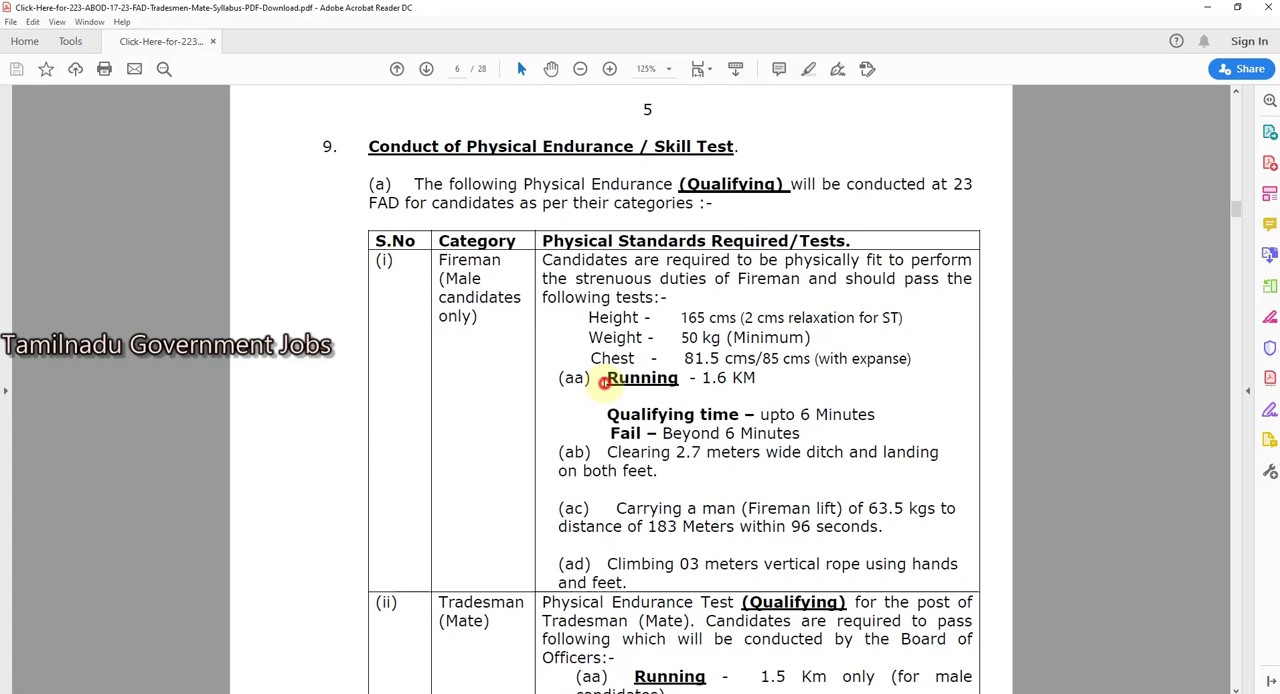 Click-Here-for-223-ABOD-17-23-FAD-Tradesmen-Mate-Syllabus-PDF-Download.pdf - Adobe Acrobat Reader DC
File Edit View Window Help
Home Tools Click-Here-for-223... × Sign In
6 / 28 125% Share
5
9. Conduct of Physical Endurance / Skill Test.
(a) The following Physical Endurance (Qualifying) will be conducted at 23
FAD for candidates as per their categories :-
S.No Category Physical Standards Required/Tests.
(i) Fireman (Male candidates only)
Candidates are required to be physically fit to perform
the strenuous duties of Fireman and should pass the
following tests:-
Height - 165 cms (2 cms relaxation for ST)
Weight - 50 kg (Minimum)
Chest - 81.5 cms/85 cms (with expanse)
(aa) Running - 1.6 KM
Qualifying time – upto 6 Minutes
Fail – Beyond 6 Minutes
(ab) Clearing 2.7 meters wide ditch and landing
on both feet.
(ac) Carrying a man (Fireman lift) of 63.5 kgs to
distance of 183 Meters within 96 seconds.
(ad) Climbing 03 meters vertical rope using hands
and feet.
(ii) Tradesman (Mate)
Physical Endurance Test (Qualifying) for the post of
Tradesman (Mate). Candidates are required to pass
following which will be conducted by the Board of
Officers:-
(aa) Running - 1.5 Km only (for male
candidates)
Tamilnadu Government Jobs